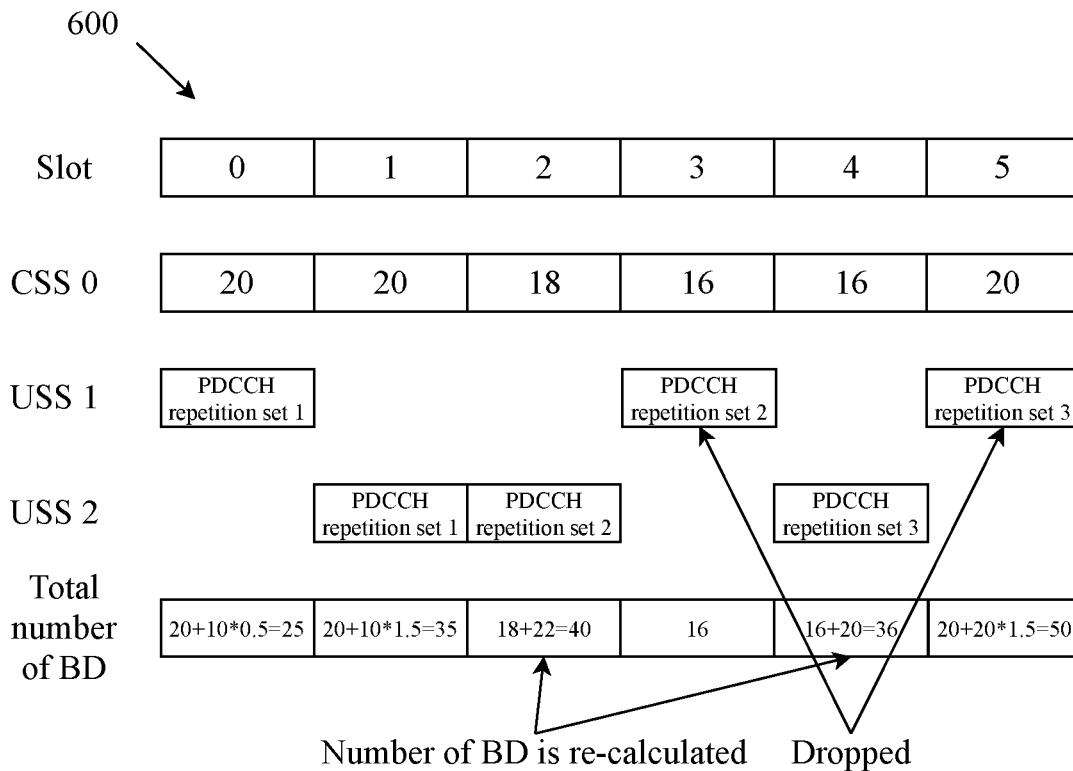 600
Slot 0 1 2 3 4 5
CSS 0 20 20 18 16 16 20
USS 1 PDCCH repetition set 1 PDCCH repetition set 2 PDCCH repetition set 3
USS 2 PDCCH repetition set 1 PDCCH repetition set 2 PDCCH repetition set 3
Total number of BD 20+10*0.5=25 20+10*1.5=35 18+22=40 16 16+20=36 20+20*1.5=50
Number of BD is re-calculated Dropped